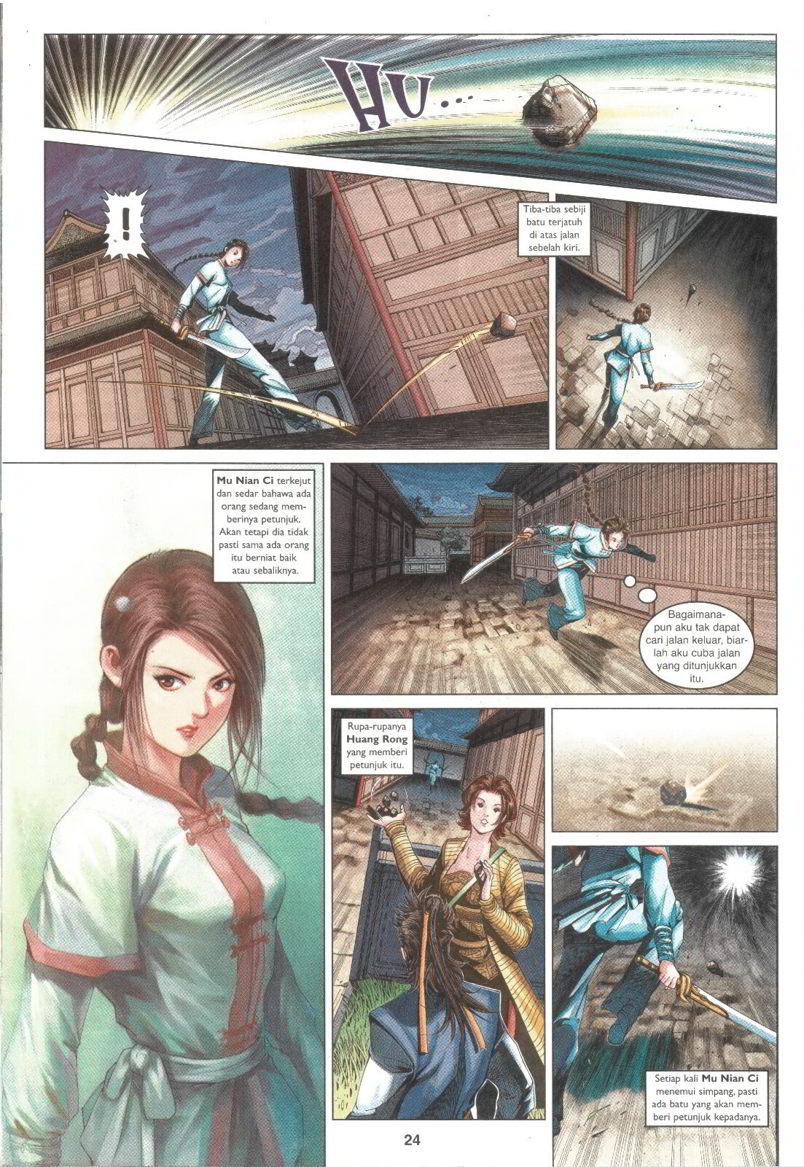 HU...
!
Tiba-tiba sebiji
batu terjatuh
di atas jalan
sebelah kiri.
Mu Nian Ci terkejut
dan sedar bahawa ada
orang sedang mem-
berinya petunjuk.
Akan tetapi dia tidak
pasti sama ada orang
itu berniat baik
atau sebaliknya.
Bagaimana-
pun aku tak dapat
cari jalan keluar, biar-
lah aku cuba jalan
yang ditunjukkan
itu.
Rupa-rupanya
Huang Rong
yang memberi
petunjuk itu.
Setiap kali Mu Nian Ci
menemui simpang, pasti
ada batu yang akan mem-
beri petunjuk kepadanya.
24